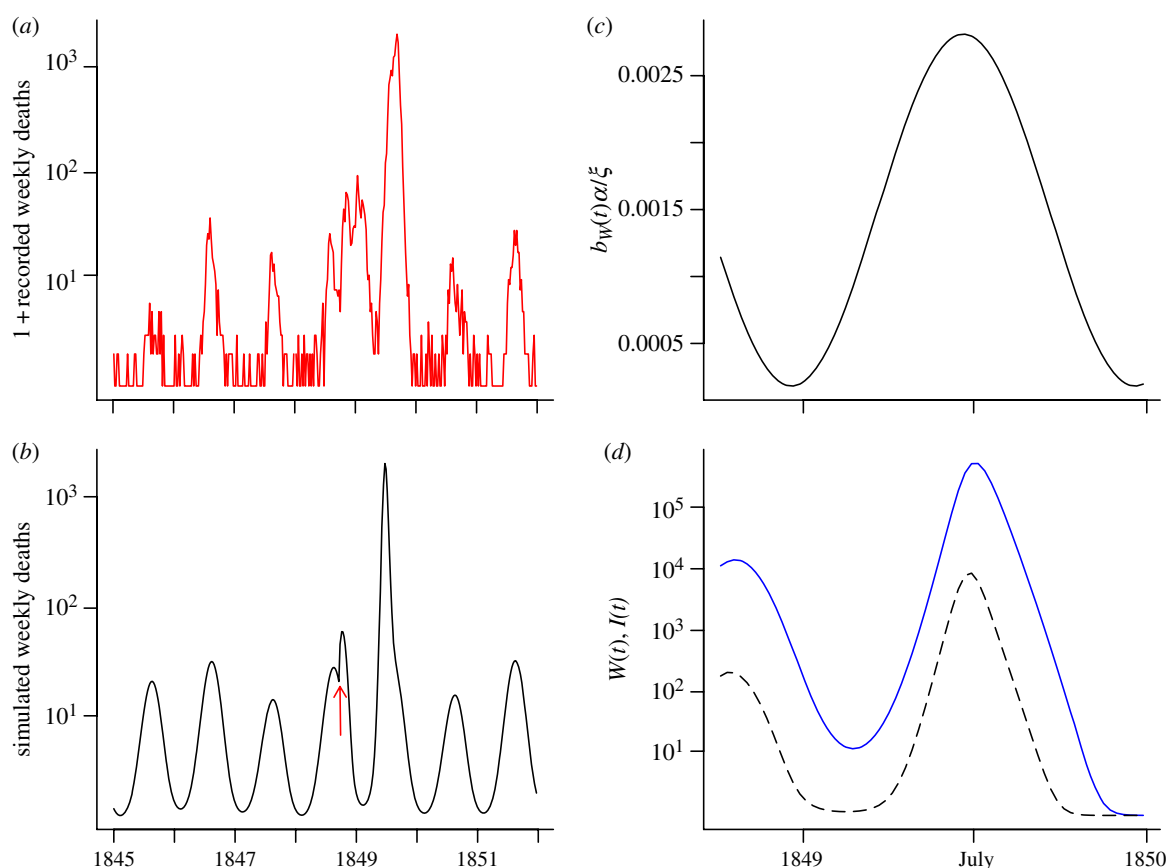 (a)
1 + recorded weekly deaths
10³
10²
10¹
(b)
simulated weekly deaths
10³
10²
10¹
1845
1847
1849
1851
(c)
b_W(t)α/ξ
0.0025
0.0015
0.0005
(d)
W(t), I(t)
10⁵
10⁴
10³
10²
10¹
1849
July
1850